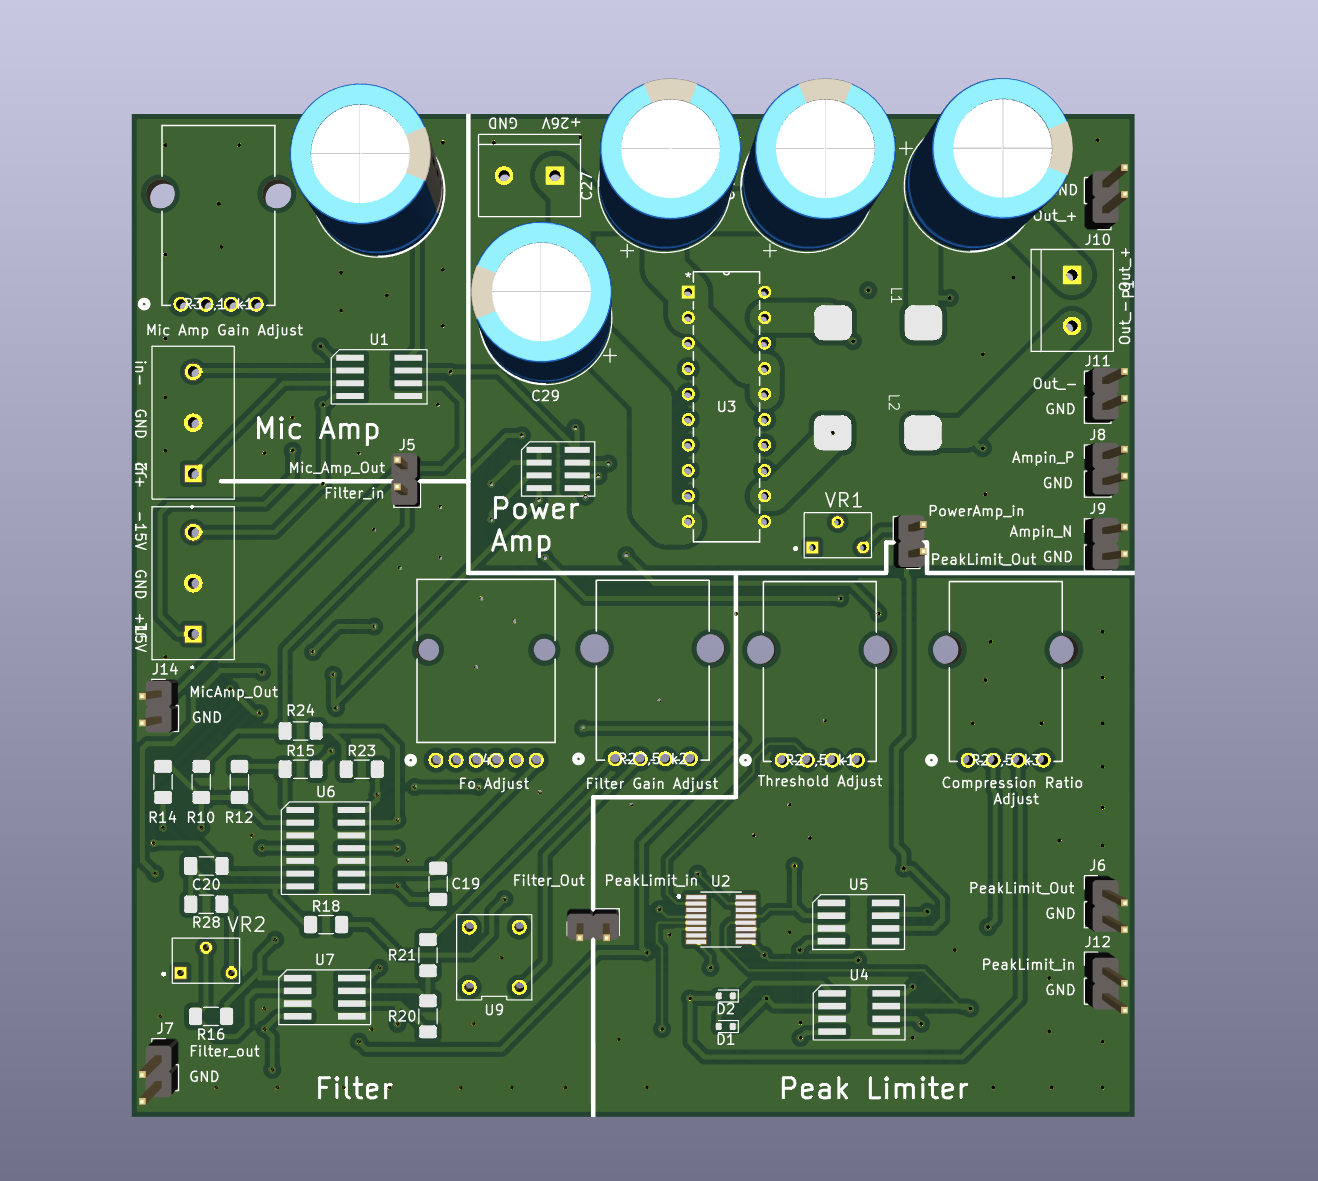 GND +26V
C27
GND
Out_+
J10
Out_+
P1
Out_-
Mic Amp Gain Adjust
U1
in-
GND
Mic Amp
J5
Mic_Amp_Out
Filter_in
C29
*
U3
L1
L2
J11
Out_-
GND
J8
Ampin_P
GND
J9
Ampin_N
GND
Power
Amp
VR1
PowerAmp_in
PeakLimit_Out
-15V
GND
+15V
J14
MicAmp_Out
GND
R24
R15
R23
R14
R10
R12
U6
Fo Adjust
Filter Gain Adjust
Threshold Adjust
Compression Ratio
Adjust
C20
R28
C19
R18
VR2
R21
U7
R16
R20
U9
Filter_Out
PeakLimit_in
U2
U5
U4
D2
D1
J6
PeakLimit_Out
GND
J12
PeakLimit_in
GND
J7
Filter_out
GND
Filter
Peak Limiter